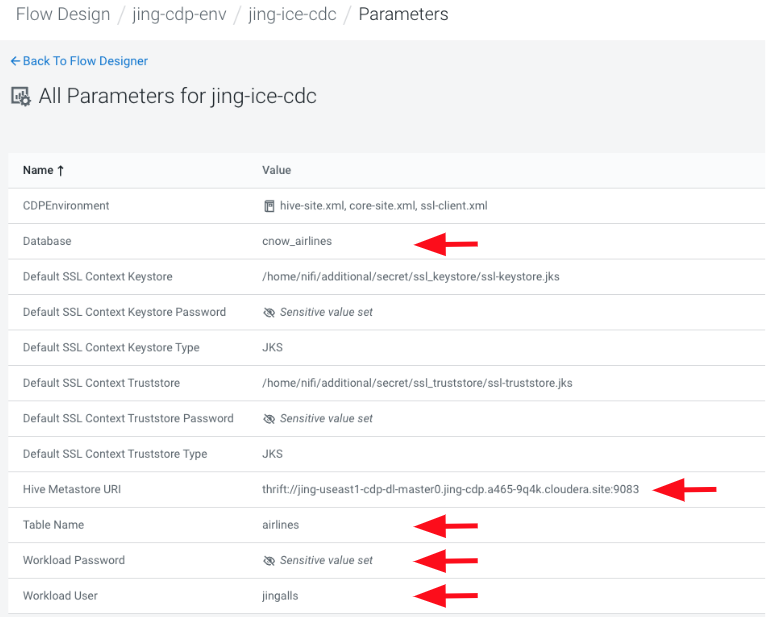 Flow Design / jing-cdp-env / jing-ice-cdc / Parameters
←Back To Flow Designer
All Parameters for jing-ice-cdc
Name ↑ Value
CDPEnvironment hive-site.xml, core-site.xml, ssl-client.xml
Database cnow_airlines
Default SSL Context Keystore /home/nifi/additional/secret/ssl_keystore/ssl-keystore.jks
Default SSL Context Keystore Password Sensitive value set
Default SSL Context Keystore Type JKS
Default SSL Context Truststore /home/nifi/additional/secret/ssl_truststore/ssl-truststore.jks
Default SSL Context Truststore Password Sensitive value set
Default SSL Context Truststore Type JKS
Hive Metastore URI thrift://jing-useast1-cdp-dl-master0.jing-cdp.a465-9q4k.cloudera.site:9083
Table Name airlines
Workload Password Sensitive value set
Workload User jingalls